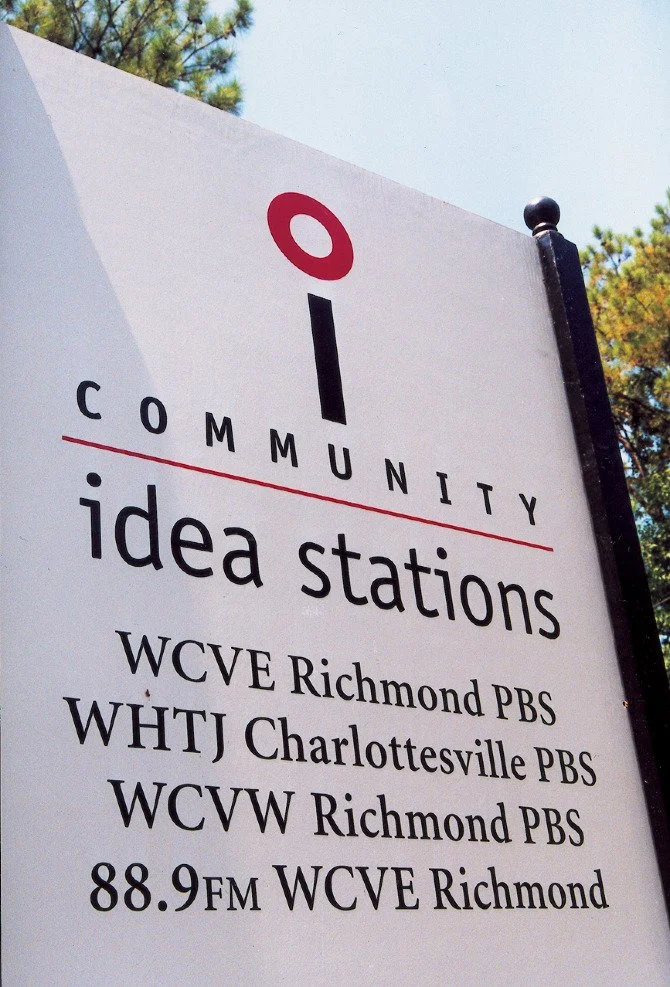 COMMUNITY
idea stations
WCVE Richmond PBS
WHTJ Charlottesville PBS
WCVW Richmond PBS
88.9FM WCVE Richmond